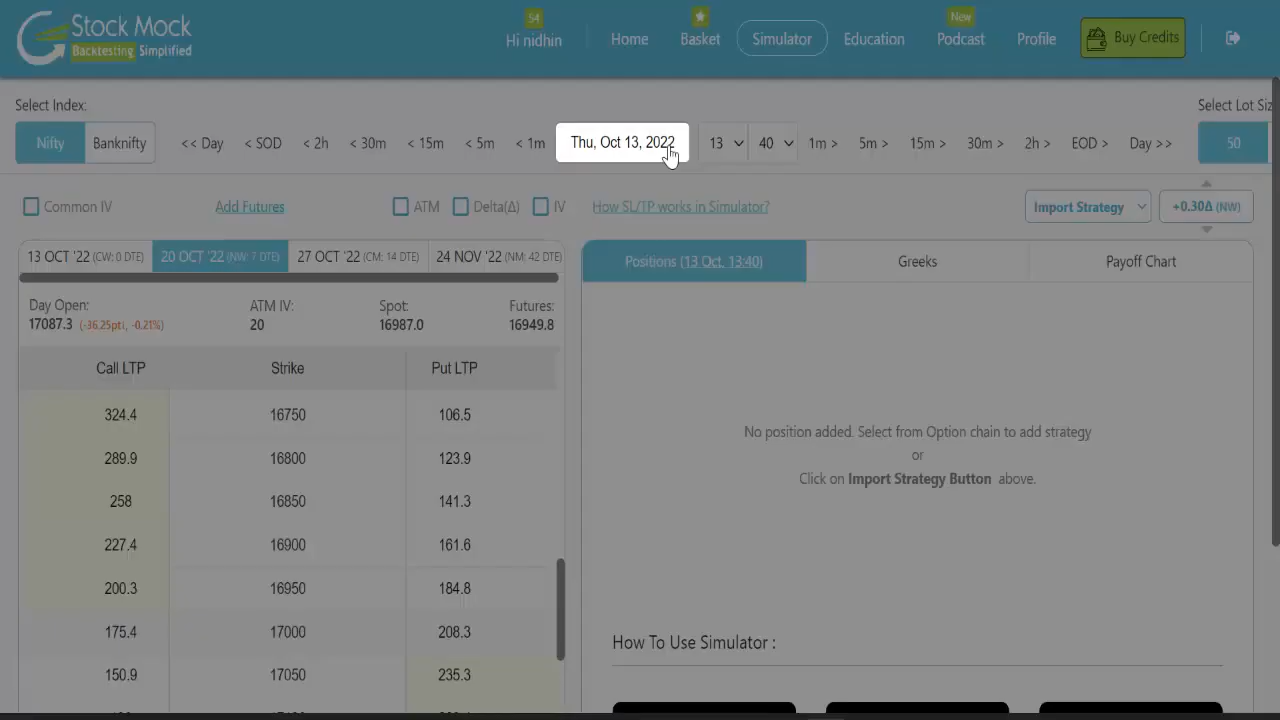 Stock Mock
Backtesting Simplified
54
Hi nidhin
Home
Basket
Simulator
Education
New
Podcast
Profile
Buy Credits
Select Index:
Select Lot Siz
Nifty
Banknifty
<< Day
< SOD
< 2h
< 30m
< 15m
< 5m
< 1m
Thu, Oct 13, 2022
13
40
1m >
5m >
15m >
30m >
2h >
EOD >
Day >>
50
Common IV
Add Futures
ATM
Delta(Δ)
IV
How SL/TP works in Simulator?
Import Strategy
+0.30Δ (NW)
13 OCT '22 (CW: 0 DTE)
20 OCT '22 (NW: 7 DTE)
27 OCT '22 (CM: 14 DTE)
24 NOV '22 (NM: 42 DTE)
Positions (13 Oct, 13:40)
Greeks
Payoff Chart
Day Open:
ATM IV:
Spot:
Futures:
17087.3 (-36.25pti, -0.21%)
20
16987.0
16949.8
Call LTP
Strike
Put LTP
324.4 16750 106.5
289.9 16800 123.9
258 16850 141.3
227.4 16900 161.6
200.3 16950 184.8
175.4 17000 208.3
150.9 17050 235.3
No position added. Select from Option chain to add strategy
or
Click on Import Strategy Button above.
How To Use Simulator :